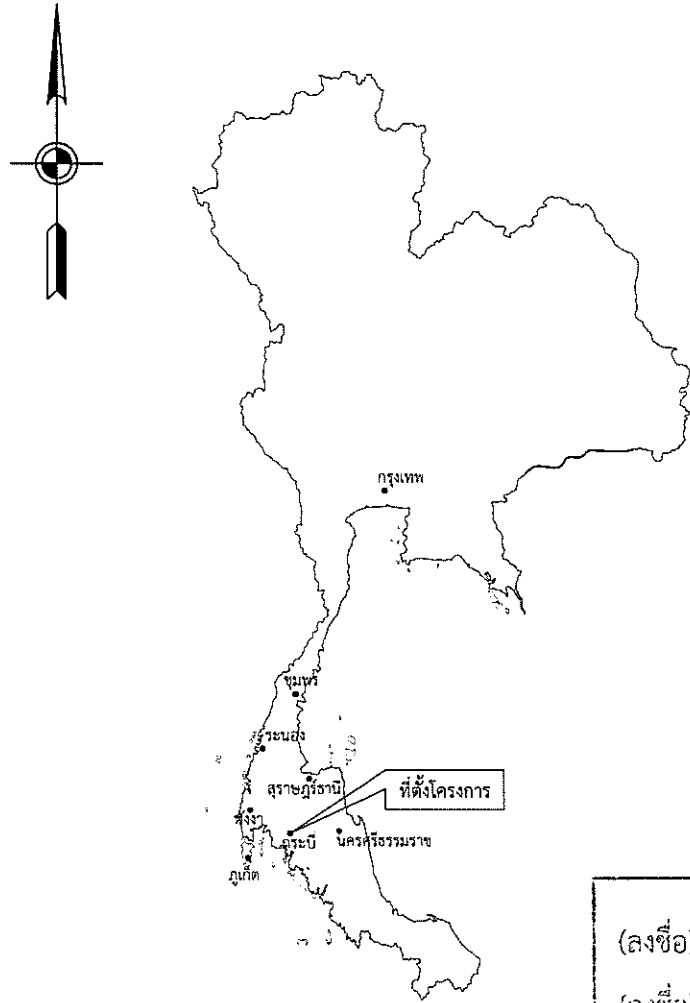 กรุงเทพ
ชุมพร
ระนอง
สุราษฎร์ธานี
ที่ตั้งโครงการ
พังงา
กระบี่
นครศรีธรรมราช
ภูเก็ต
(ลงชื่อ)